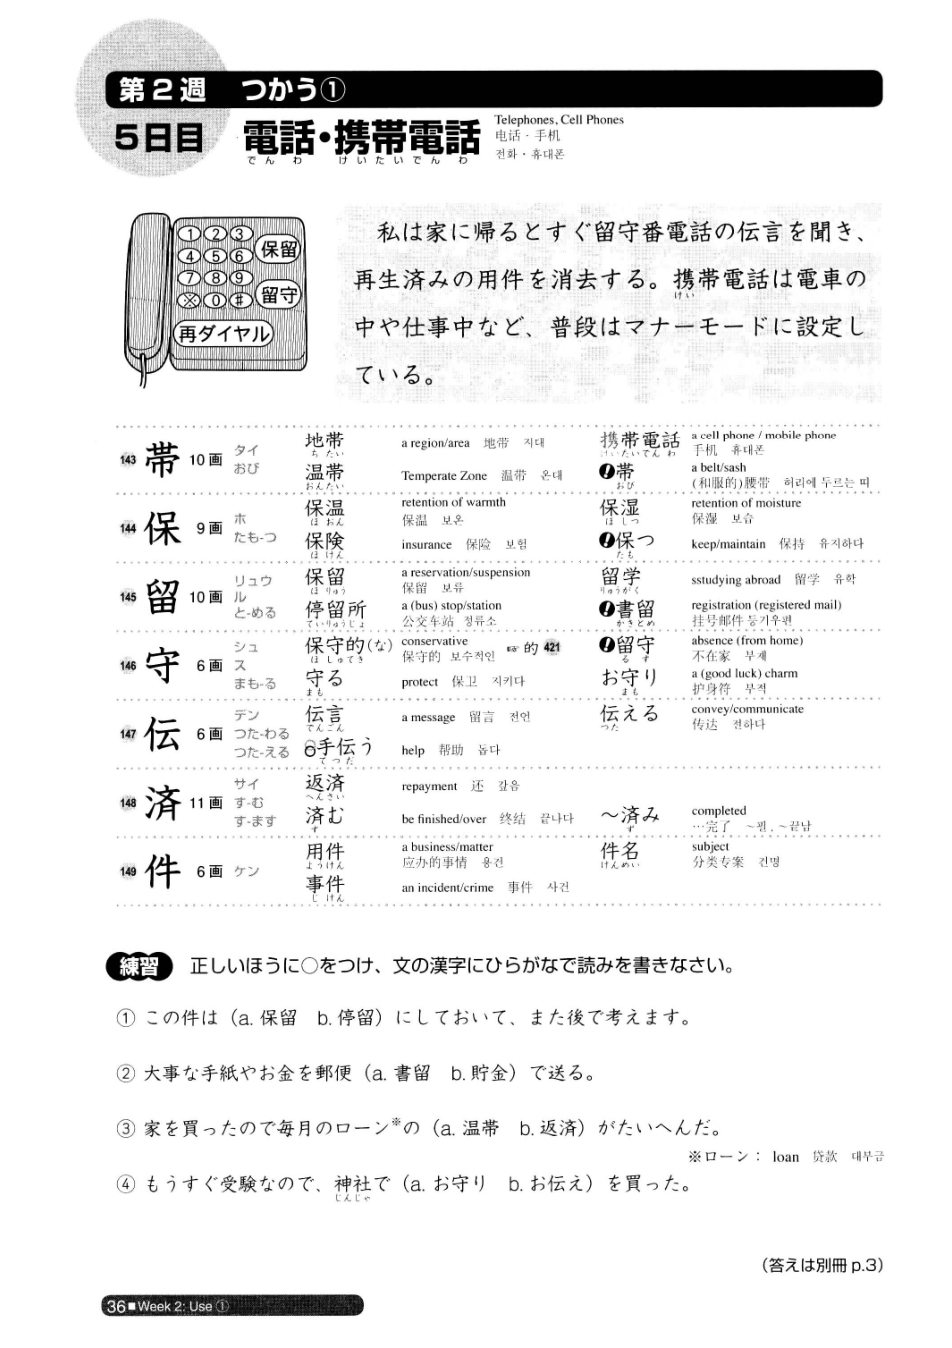 第2週　つかう①
5日目　電話・携帯電話
でんわ　けいたいでんわ
Telephones, Cell Phones
电话・手机
전화・휴대폰
① ② ③ 保留
④ ⑤ ⑥
⑦ ⑧ ⑨ 留守
※ 0 #
再ダイヤル
私は家に帰るとすぐ留守番電話の伝言を聞き、
再生済みの用件を消去する。携帯電話は電車の
けい
中や仕事中など、普段はマナーモードに設定し
ている。
143 帯 10画 タイ おび
地帯 ちたい a region/area 地带 지대
携帯電話 けいたいでんわ a cell phone / mobile phone 手机 휴대폰
温帯 おんたい Temperate Zone 温带 온대
❗帯 おび a belt/sash (和服的)腰带 허리에 두르는 띠
144 保 9画 ホ たも-つ
保温 ほおん retention of warmth 保温 보온
保湿 ほしつ retention of moisture 保湿 보습
保険 ほけん insurance 保险 보험
❗保つ たも keep/maintain 保持 유지하다
145 留 10画 リュウ ル と-める
保留 ほりゅう a reservation/suspension 保留 보류
留学 りゅうがく sstudying abroad 留学 유학
停留所 ていりゅうじょ a (bus) stop/station 公交车站 정류소
❗書留 かきとめ registration (registered mail) 挂号邮件 등기우편
146 守 6画 シュ ス まも-る
保守的(な) ほしゅてき conservative 保守的 보수적인 ☞ 的 421
❗留守 るす absence (from home) 不在家 부재
守る まも protect 保卫 지키다
お守り まも a (good luck) charm 护身符 부적
147 伝 6画 デン つた-わる つた-える
伝言 でんごん a message 留言 전언
伝える つた convey/communicate 传达 전하다
手伝う てつだ help 帮助 돕다
148 済 11画 サイ す-む す-ます
返済 へんさい repayment 还 갚음
済む す be finished/over 终结 끝나다
～済み ず completed …完了 ～필, ～끝남
149 件 6画 ケン
用件 ようけん a business/matter 应办的事情 용건
件名 けんめい subject 分类专案 건명
事件 じけん an incident/crime 事件 사건
練習　正しいほうに○をつけ、文の漢字にひらがなで読みを書きなさい。
① この件は（a. 保留　b. 停留）にしておいて、また後で考えます。
② 大事な手紙やお金を郵便（a. 書留　b. 貯金）で送る。
③ 家を買ったので毎月のローン※の（a. 温帯　b. 返済）がたいへんだ。
※ローン： loan 贷款 대부금
④ もうすぐ受験なので、神社で（a. お守り　b. お伝え）を買った。
じんじゃ
（答えは別冊 p.3）
36■Week 2: Use ①